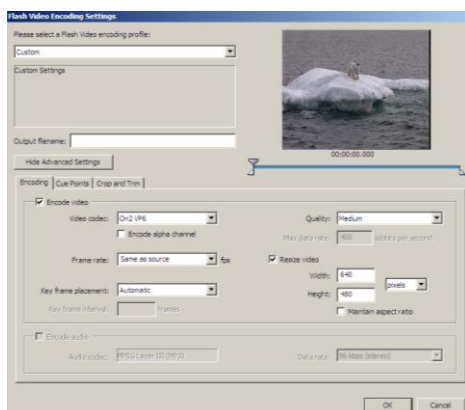 Flash Video Encoding Settings
Please select a Flash Video encoding profile:
Custom
Custom Settings
Output filename:
00:00:00.000
Hide Advanced Settings
Encoding Cue Points Crop and Trim
Encode video
Video codec: On2 VP6 Quality: Medium
Encode alpha channel Max data rate: 400 kilobits per second
Frame rate: Same as source fps Resize video
Width: 640
Key frame placement: Automatic Height: 480 pixels
Key frame interval: frames Maintain aspect ratio
Encode audio
Audio codec: MPEG Layer III (MP3) Data rate: 96 kbps (stereo)
OK Cancel